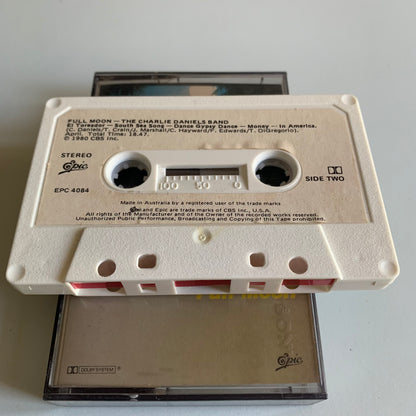 FULL MOON — THE CHARLIE DANIELS BAND
El Toreador — South Sea Song — Dance Gypsy Dance — Money — In America.
(C. Daniels/T. Crain/J. Marshall/C. Hayward/F. Edwards/T. DiGregorio).
April. Total Time: 18.47.
℗ 1980 CBS Inc.
STEREO
Epic
EPC 4084
100 50 0
SIDE TWO
Made in Australia by a registered user of the trade marks
Epic and Epic are trade marks of CBS Inc., U.S.A.
All rights of the Manufacturer and of the Owner of the recorded works reserved.
Unauthorized Public Performance, Broadcasting and Copying of this Tape prohibited.
Full Moon
DOLBY SYSTEM
Epic